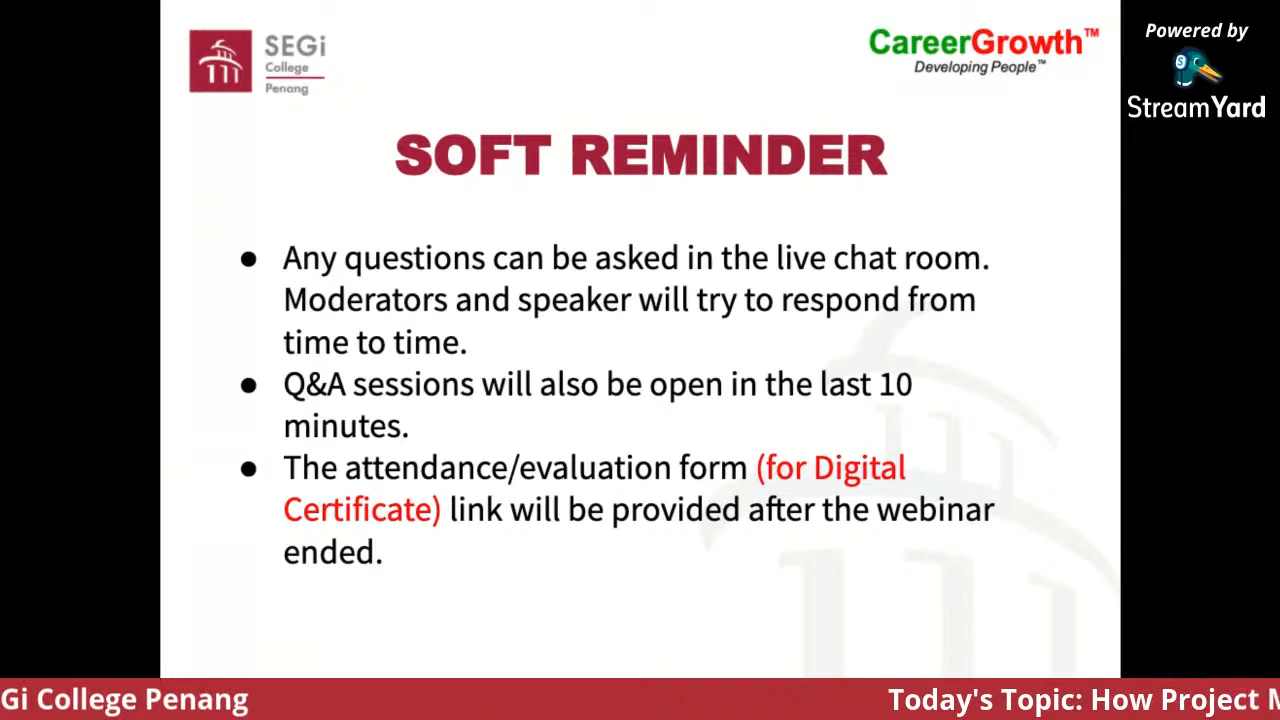 SEGi
College
Penang
CareerGrowth™
Developing People™
Powered by
StreamYard
SOFT REMINDER
● Any questions can be asked in the live chat room.
Moderators and speaker will try to respond from
time to time.
● Q&A sessions will also be open in the last 10
minutes.
● The attendance/evaluation form (for Digital
Certificate) link will be provided after the webinar
ended.
Gi College Penang
Today's Topic: How Project M